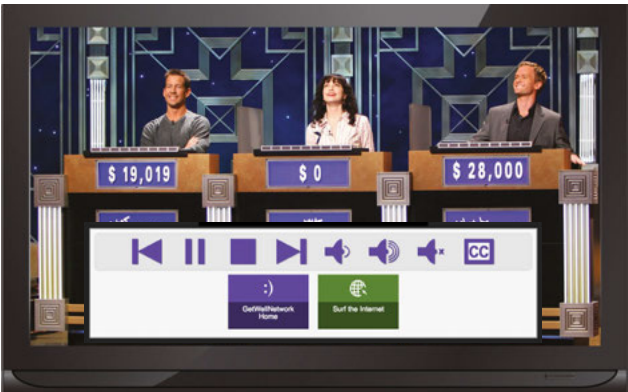 $ 19,019
$ 0
$ 28,000
CC
:)
GetWellNetwork
Home
Surf the Internet